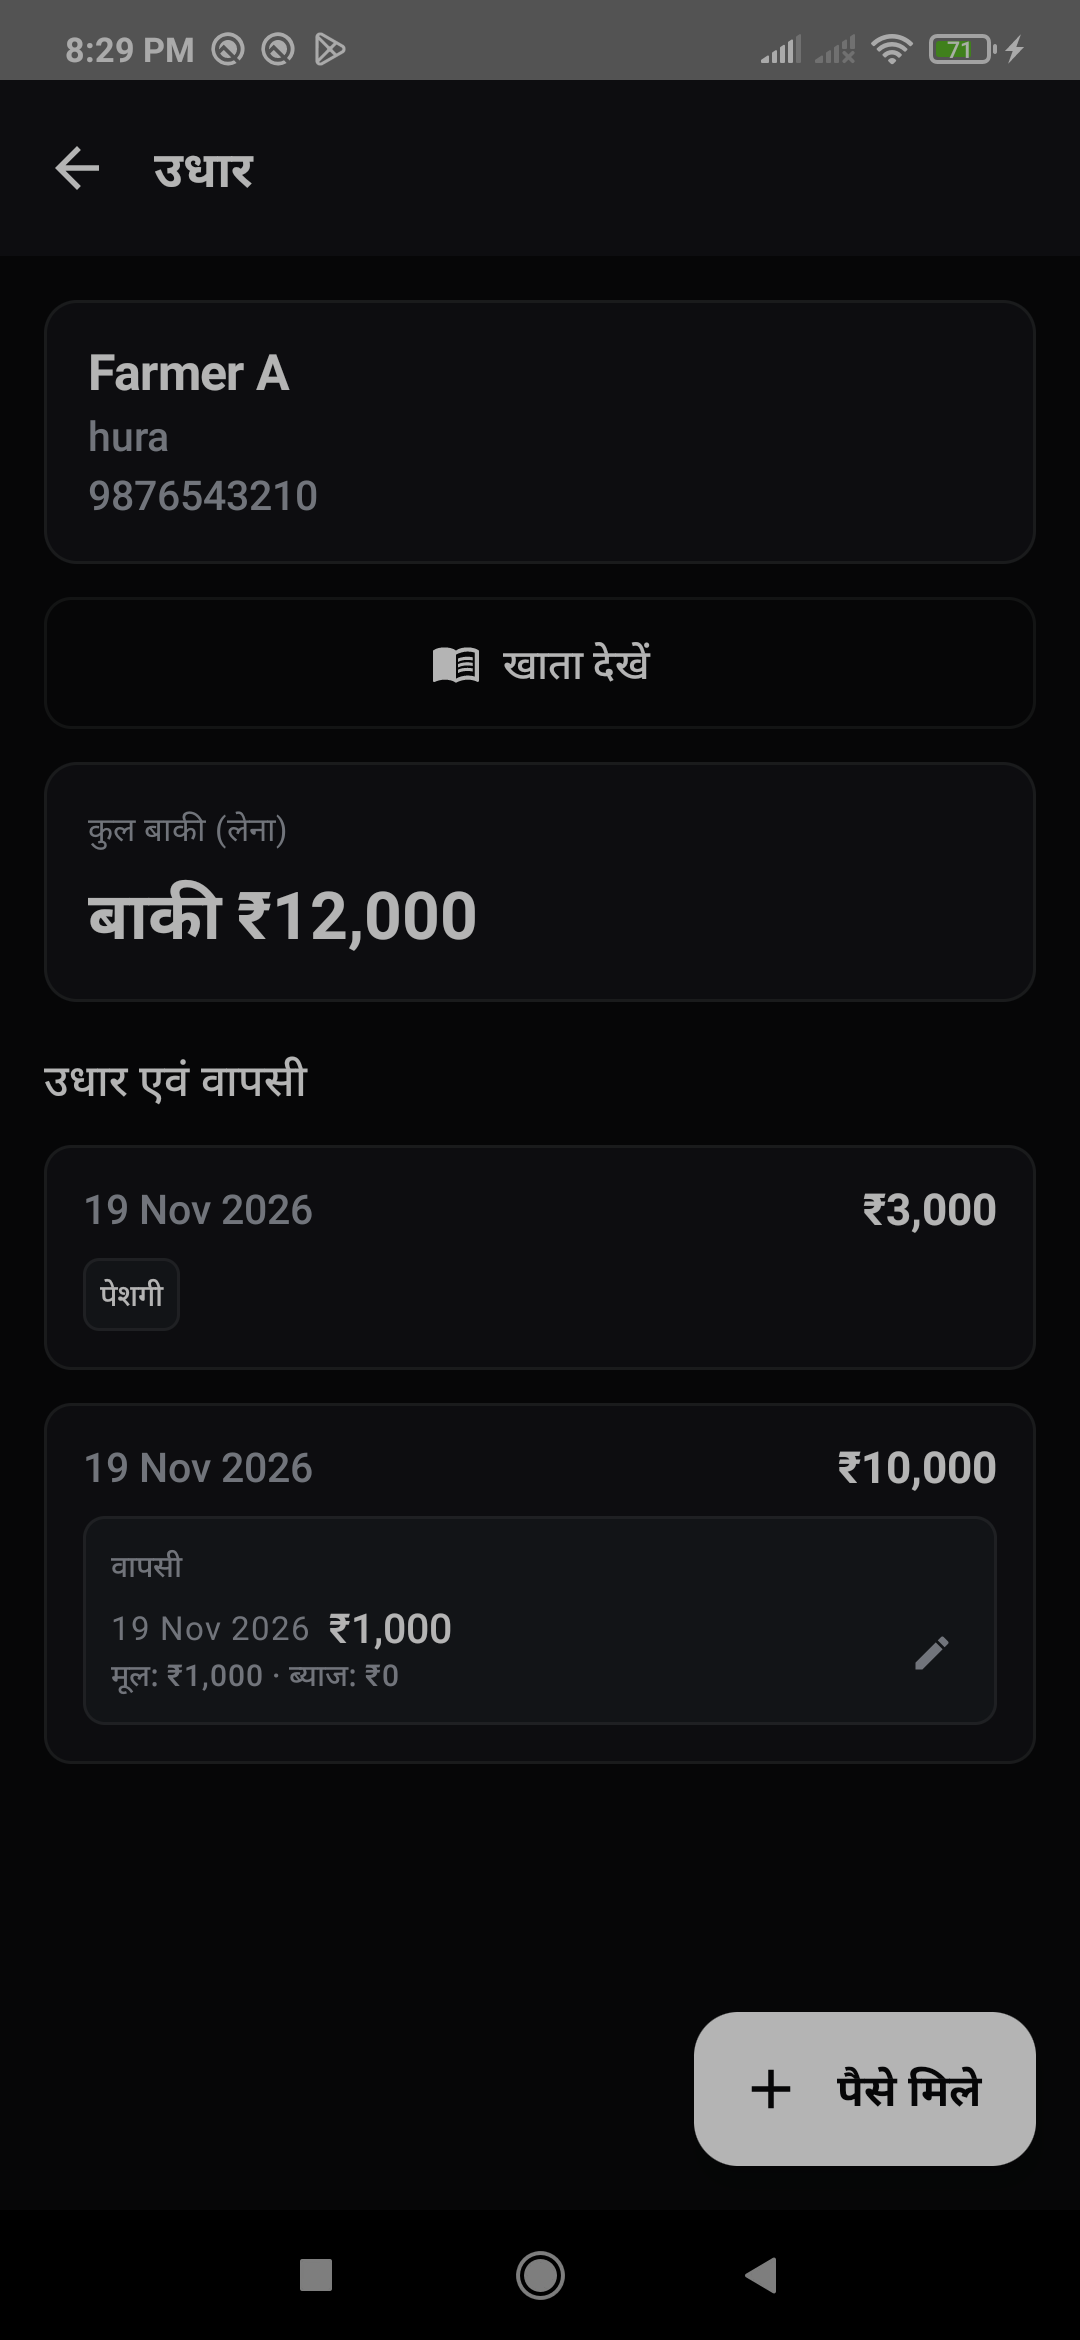 8:29 PM
71
उधार
Farmer A
hura
9876543210
खाता देखें
कुल बाकी (लेना)
बाकी ₹12,000
उधार एवं वापसी
19 Nov 2026 ₹3,000
पेशगी
19 Nov 2026 ₹10,000
वापसी
19 Nov 2026 ₹1,000
मूल: ₹1,000 · ब्याज: ₹0
+ पैसे मिले